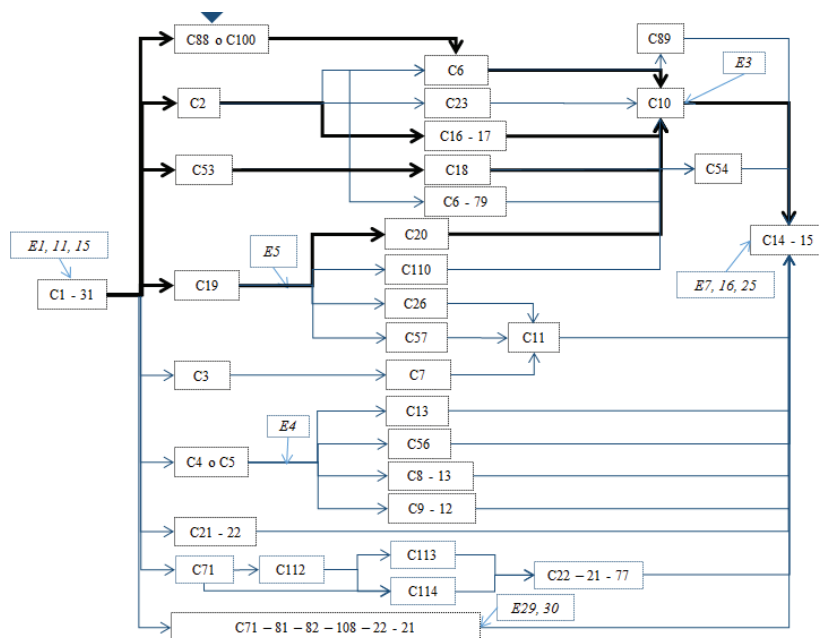 C88 o C100
C89
C6
E3
C2
C23
C10
C16 - 17
C53
C18
C54
C6 - 79
C20
E1, 11, 15
E5
C14 - 15
C19
C110
C1 - 31
E7, 16, 25
C26
C57
C11
C3
C7
C13
E4
C56
C4 o C5
C8 - 13
C9 - 12
C21 - 22
C113
C71
C112
C22 – 21 - 77
C114
E29, 30
C71 – 81 – 82 – 108 – 22 - 21